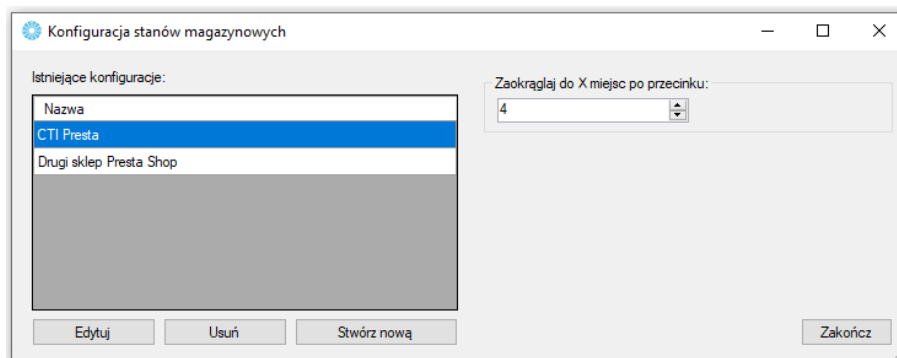 Konfiguracja stanów magazynowych
Istniejące konfiguracje:
Nazwa
CTI Presta
Drugi sklep Presta Shop
Zaokrąglaj do X miejsc po przecinku:
4
Edytuj
Usuń
Stwórz nową
Zakończ